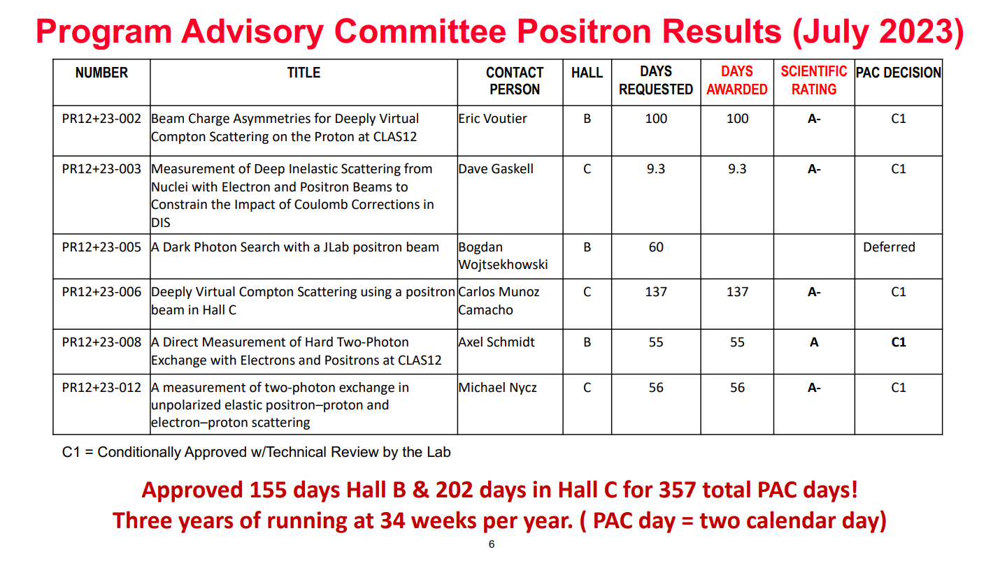 Program Advisory Committee Positron Results (July 2023)
NUMBER TITLE CONTACT PERSON HALL DAYS REQUESTED DAYS AWARDED SCIENTIFIC RATING PAC DECISION
PR12+23-002 Beam Charge Asymmetries for Deeply Virtual Eric Voutier B 100 100 A- C1
Compton Scattering on the Proton at CLAS12
PR12+23-003 Measurement of Deep Inelastic Scattering from Dave Gaskell C 9.3 9.3 A- C1
Nuclei with Electron and Positron Beams to
Constrain the Impact of Coulomb Corrections in
DIS
PR12+23-005 A Dark Photon Search with a JLab positron beam Bogdan B 60 Deferred
Wojtsekhowski
PR12+23-006 Deeply Virtual Compton Scattering using a positron Carlos Munoz C 137 137 A- C1
beam in Hall C Camacho
PR12+23-008 A Direct Measurement of Hard Two-Photon Axel Schmidt B 55 55 A C1
Exchange with Electrons and Positrons at CLAS12
PR12+23-012 A measurement of two-photon exchange in Michael Nycz C 56 56 A- C1
unpolarized elastic positron–proton and
electron–proton scattering
C1 = Conditionally Approved w/Technical Review by the Lab
Approved 155 days Hall B & 202 days in Hall C for 357 total PAC days!
Three years of running at 34 weeks per year. ( PAC day = two calendar day)
6